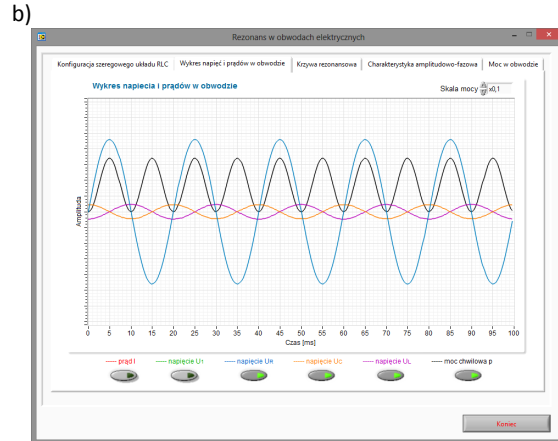 b)
Rezonans w obwodach elektrycznych
Konfiguracja szeregowego układu RLC
Wykres napięć i prądów w obwodzie
Krzywa rezonansowa
Charakterystyka amplitudowo-fazowa
Moc w obwodzie
Wykres napiecia i prądów w obwodzie
Skala mocy x0,1
Amplituda
0 5 10 15 20 25 30 35 40 45 50 55 60 65 70 75 80 85 90 95 100
Czas [ms]
prąd I
napięcie U1
napięcie UR
napięcie UC
napięcie UL
moc chwilowa p
Koniec